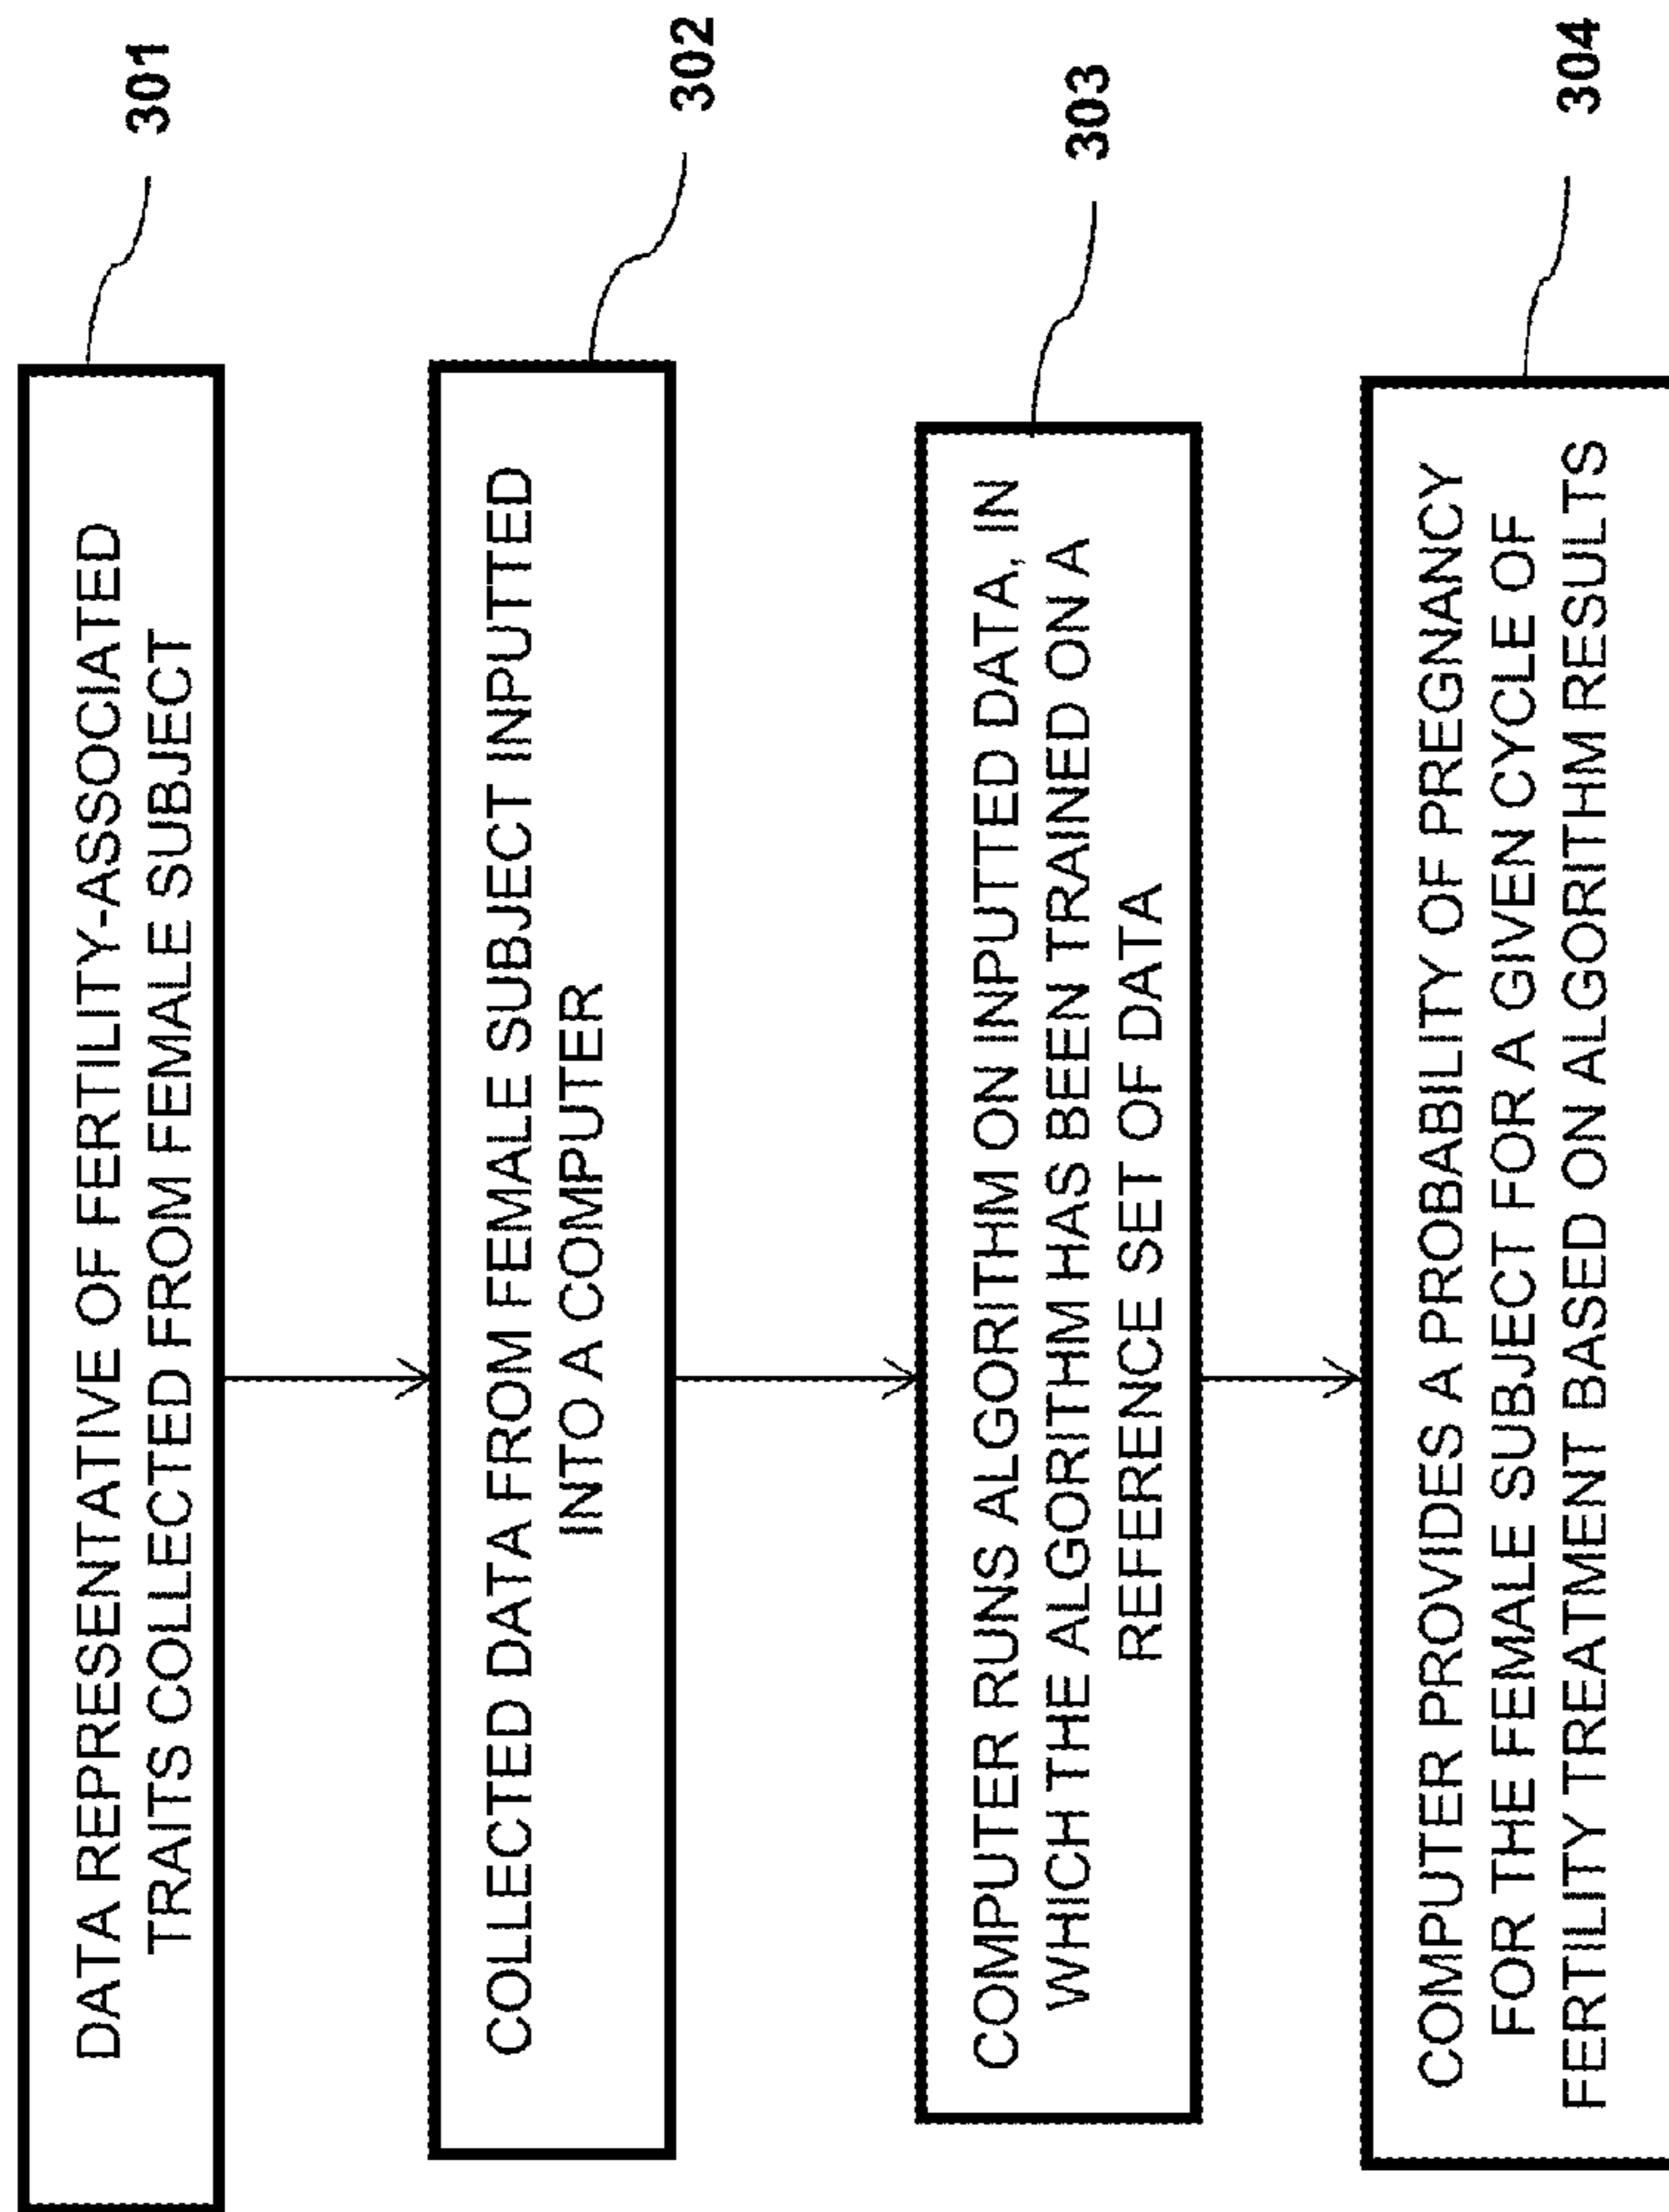 DATA REPRESENTATIVE OF FERTILITY-ASSOCIATED
TRAITS COLLECTED FROM FEMALE SUBJECT
301
COLLECTED DATA FROM FEMALE SUBJECT INPUTTED
INTO A COMPUTER
302
COMPUTER RUNS ALGORITHM ON INPUTTED DATA, IN
WHICH THE ALGORITHM HAS BEEN TRAINED ON A
REFERENCE SET OF DATA
303
COMPUTER PROVIDES A PROBABILITY OF PREGNANCY
FOR THE FEMALE SUBJECT FOR A GIVEN CYCLE OF
FERTILITY TREATMENT BASED ON ALGORITHM RESULTS
304